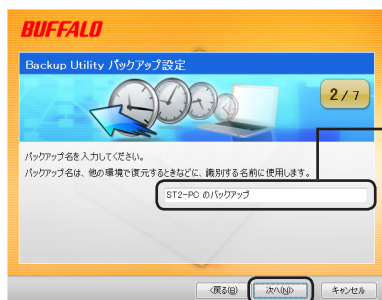 BUFFALO
Backup Utility バックアップ設定
2/7
バックアップ名を入力してください。
バックアップ名は、他の環境で復元するときなどに、識別する名前に使用します。
ST2-PC のバックアップ
<戻る(B) 次へ(N)> キャンセル